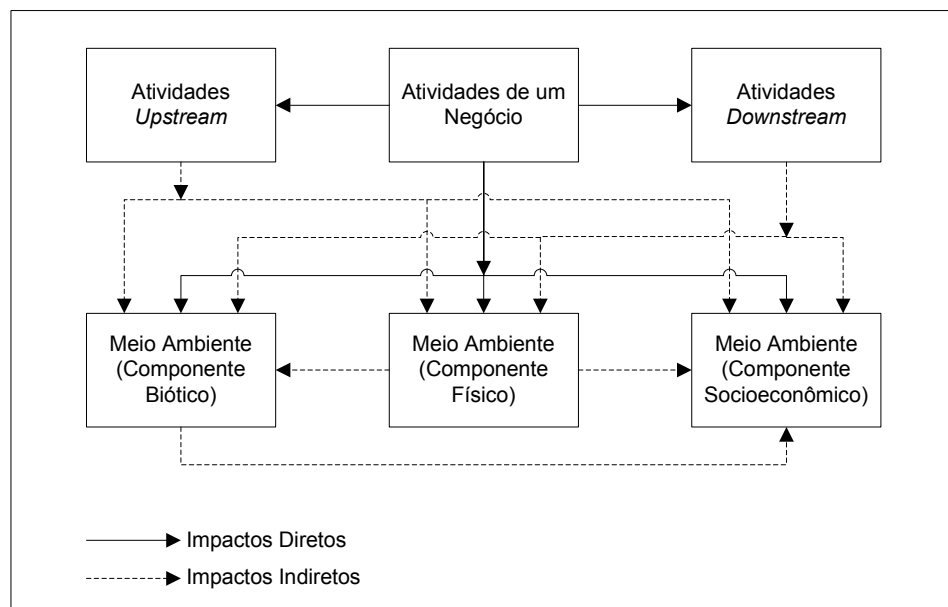 Atividades
Upstream
Atividades de um
Negócio
Atividades
Downstream
Meio Ambiente
(Componente
Biótico)
Meio Ambiente
(Componente
Físico)
Meio Ambiente
(Componente
Socioeconômico)
Impactos Diretos
Impactos Indiretos